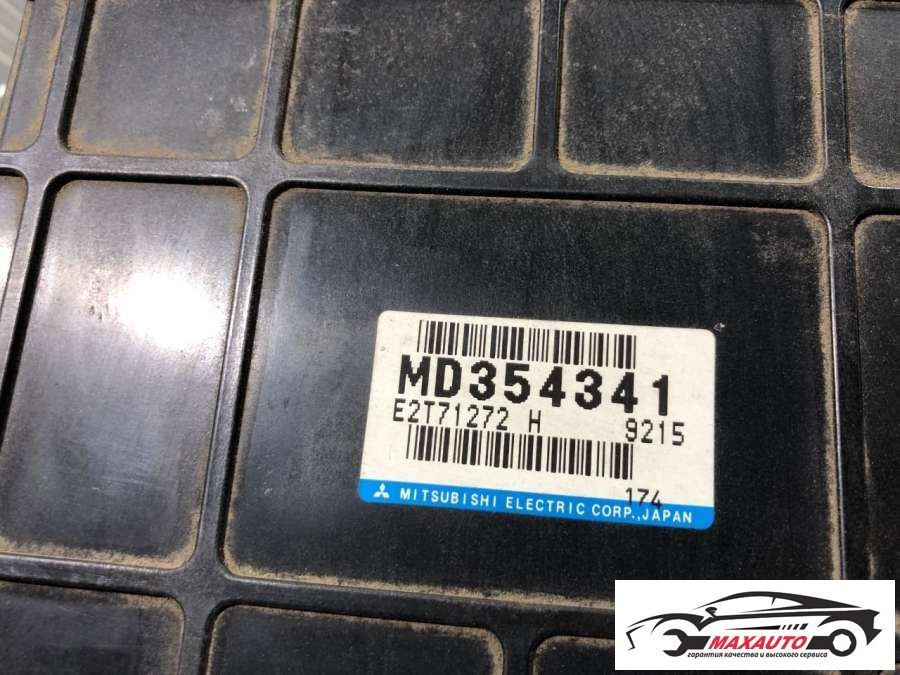 MD354341
E2T71272 H 9215
174
MITSUBISHI ELECTRIC CORP.,JAPAN
MAXAUTO
гарантия качества и высокого сервиса